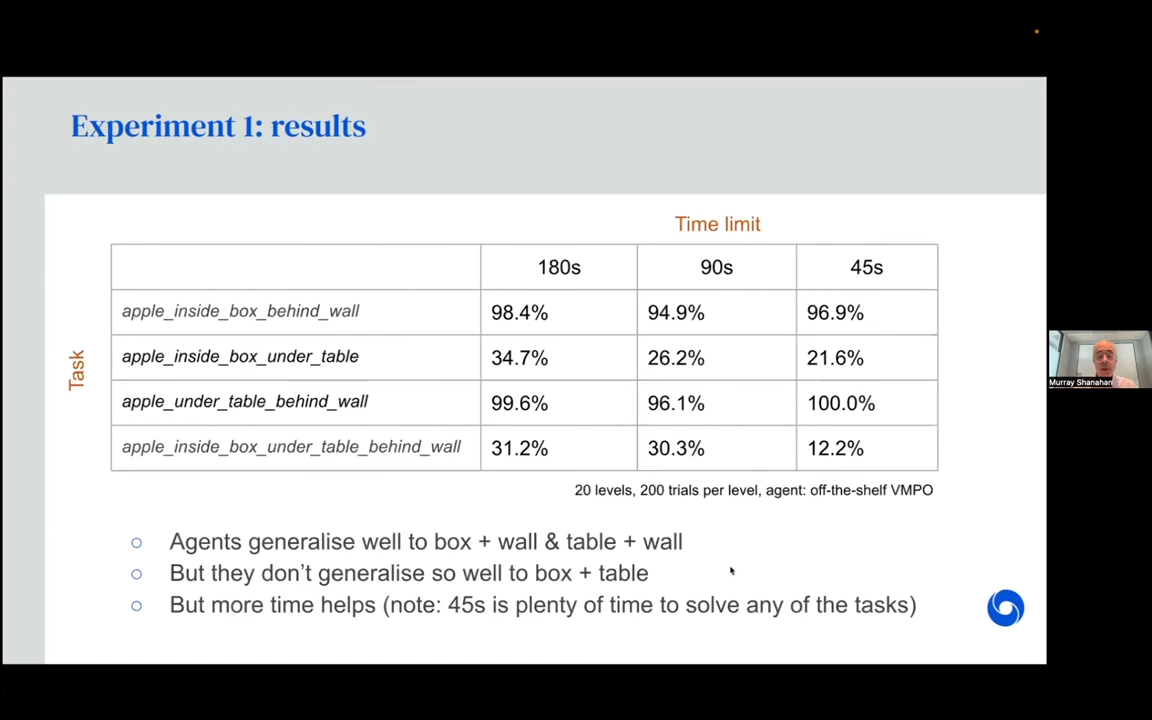 Experiment 1: results
Time limit
180s 90s 45s
Task
apple_inside_box_behind_wall 98.4% 94.9% 96.9%
apple_inside_box_under_table 34.7% 26.2% 21.6%
apple_under_table_behind_wall 99.6% 96.1% 100.0%
apple_inside_box_under_table_behind_wall 31.2% 30.3% 12.2%
20 levels, 200 trials per level, agent: off-the-shelf VMPO
Agents generalise well to box + wall & table + wall
But they don't generalise so well to box + table
But more time helps (note: 45s is plenty of time to solve any of the tasks)
Murray Shanahan